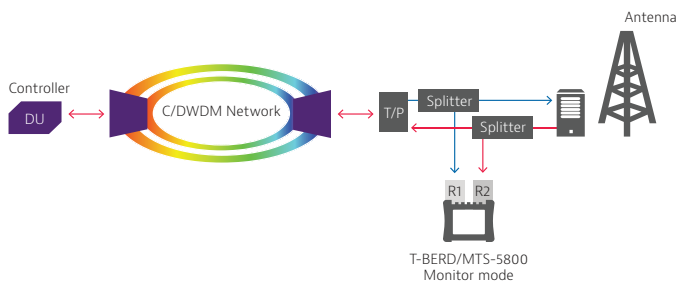 Antenna
Controller
DU
C/DWDM Network
T/P
Splitter
Splitter
R1 R2
T-BERD/MTS-5800
Monitor mode